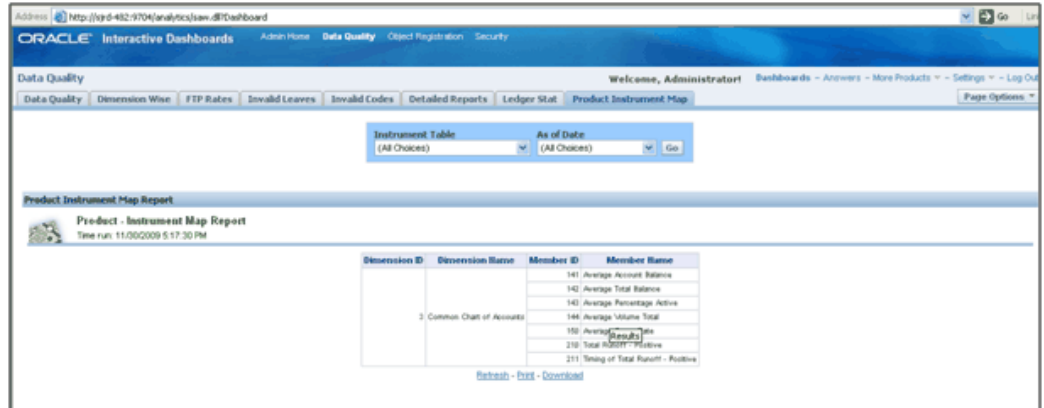 Address http://sjrd-482:9704/analytics/saw.dll?Dashboard Go
ORACLE Interactive Dashboards Admin Home Data Quality Object Registration Security
Data Quality Welcome, Administrator! Dashboards - Answers - More Products - Settings - Log Out
Data Quality Dimension Wise FTP Rates Invalid Leaves Invalid Codes Detailed Reports Ledger Stat Product Instrument Map Page Options
Instrument Table As of Date
(All Choices) (All Choices) Go
Product Instrument Map Report
Product - Instrument Map Report
Time run: 11/30/2009 5:17:30 PM
Dimension ID Dimension Name Member ID Member Name
141 Average Account Balance
142 Average Total Balance
143 Average Percentage Active
3 Common Chart of Accounts 144 Average Volume Total
Results
210 Total Runoff - Positive
211 Timing of Total Runoff - Positive
Refresh - Print - Download